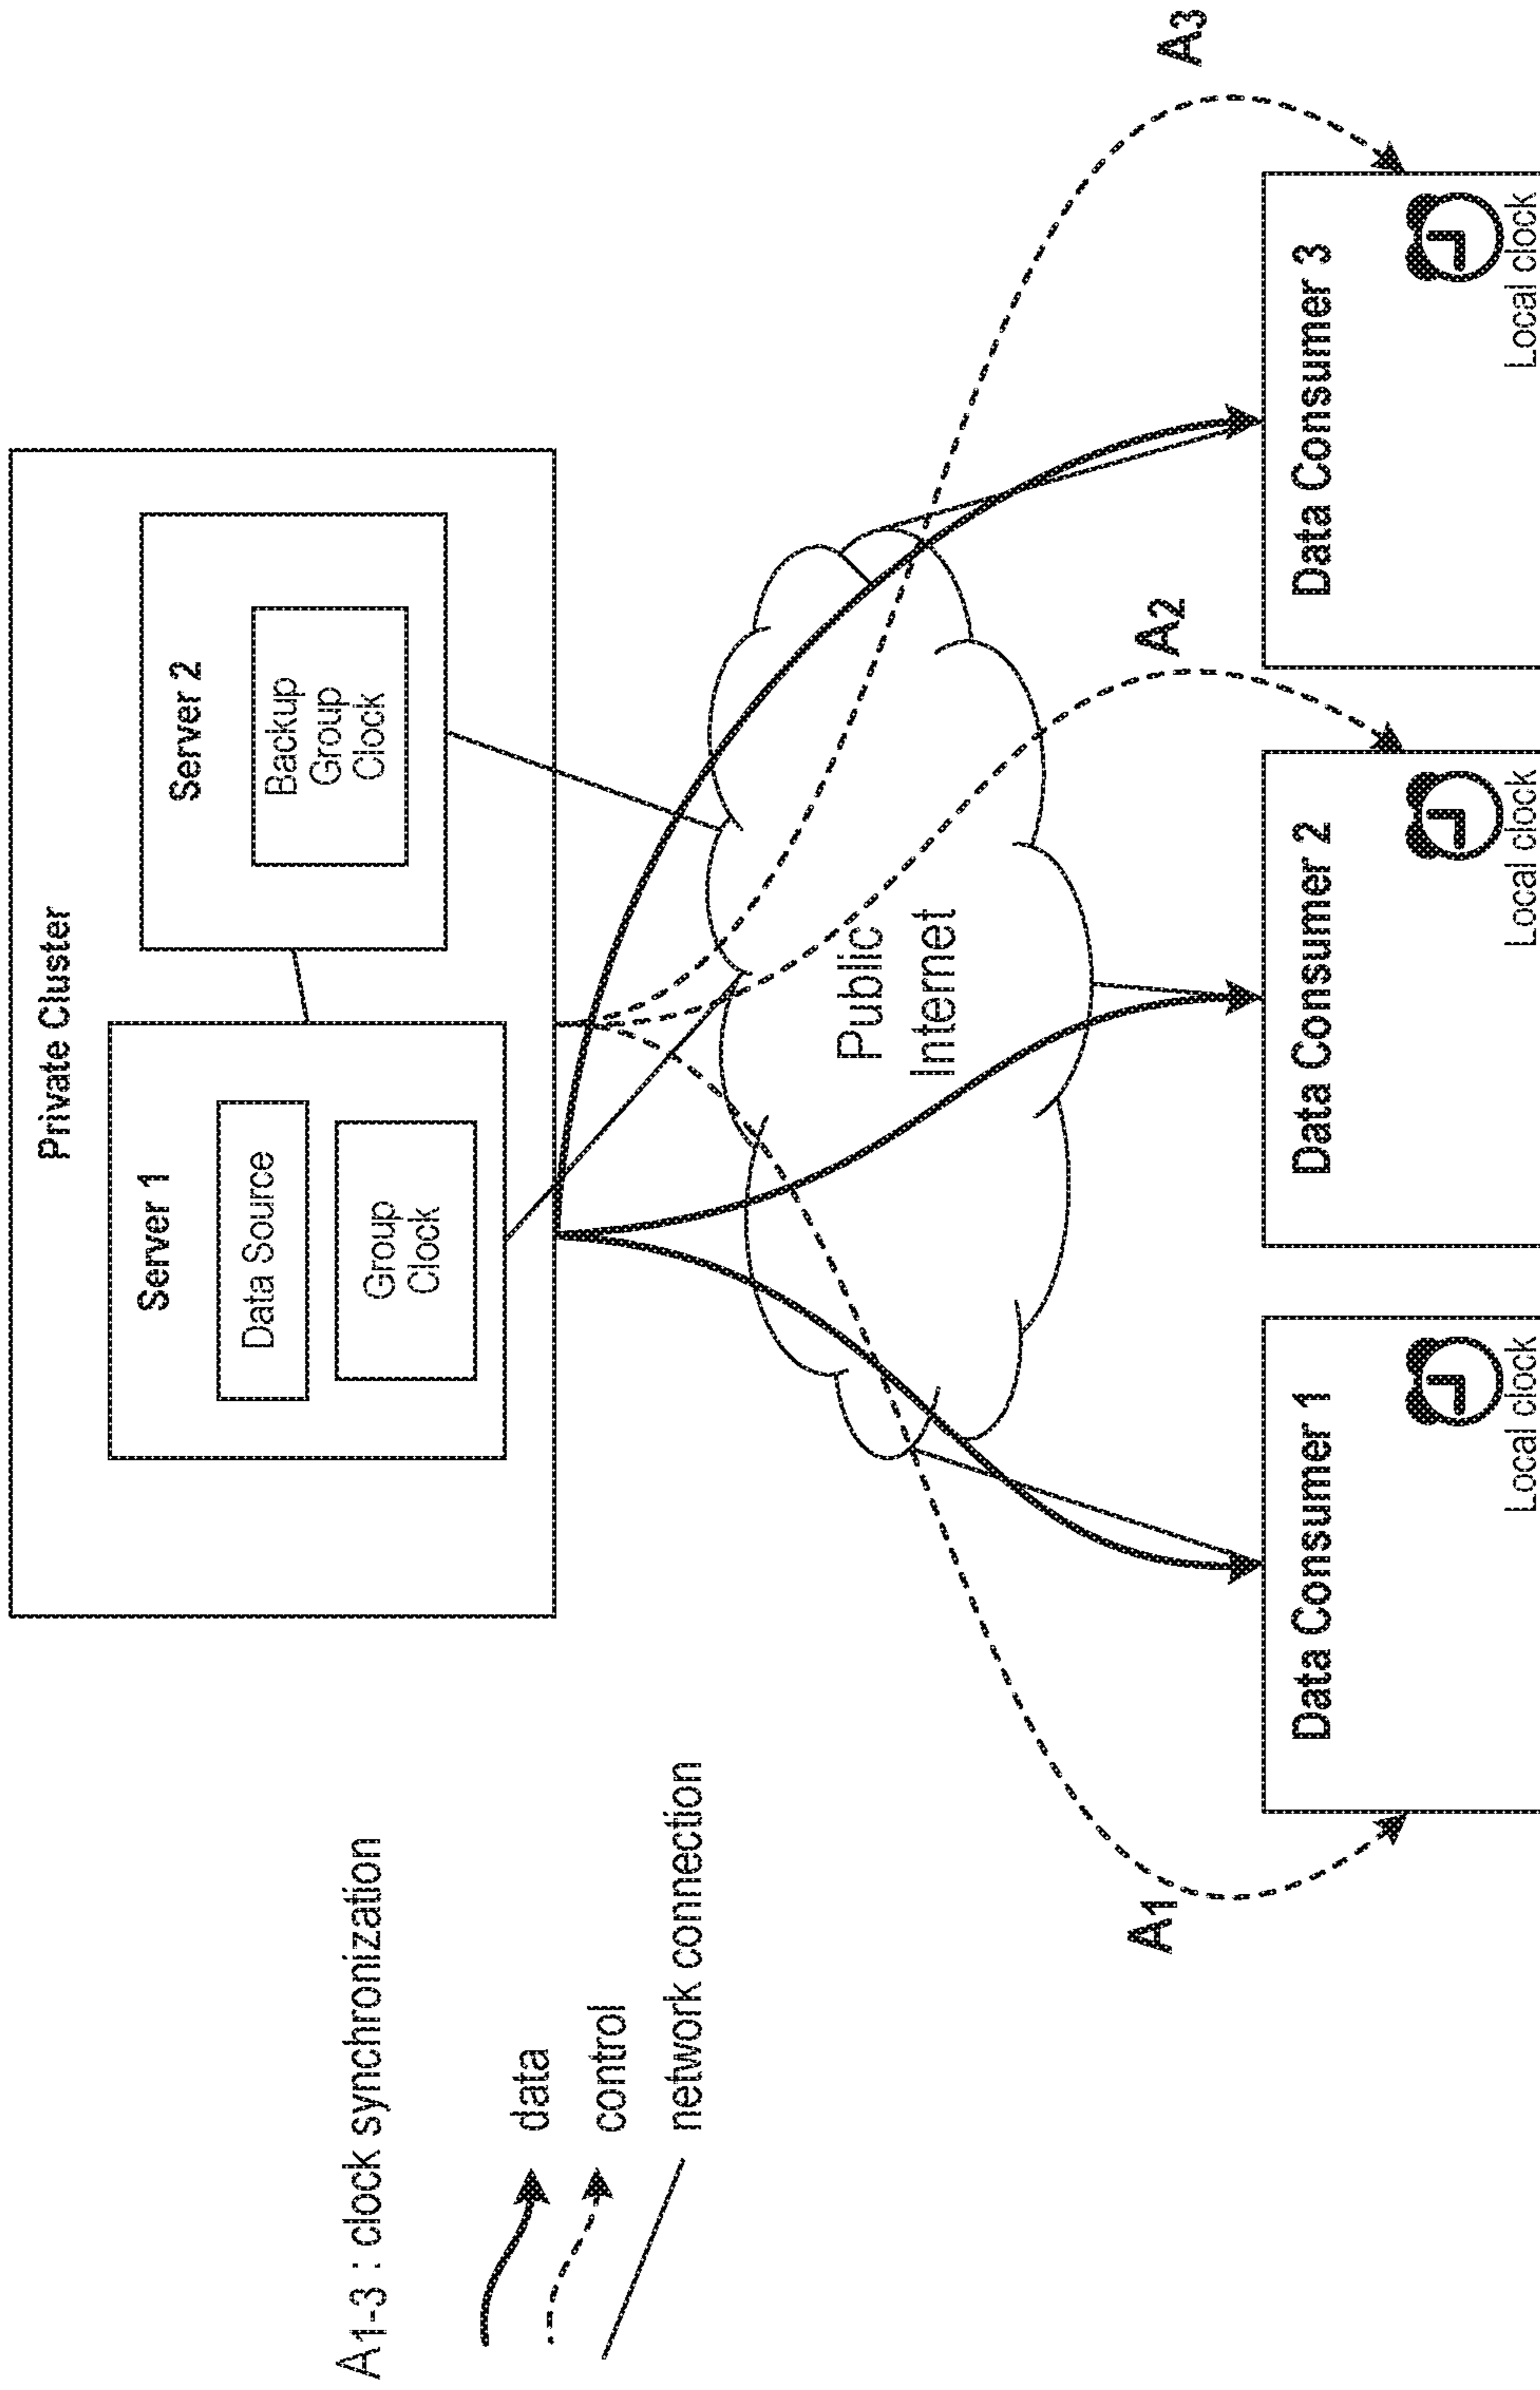 A1-3 : clock synchronization
data
control
network connection
Private Cluster
Server 1
Data Source
Group
Clock
Server 2
Backup
Group
Clock
Public
Internet
A1
A2
A3
Data Consumer 1
Local clock
Data Consumer 2
Local clock
Data Consumer 3
Local clock